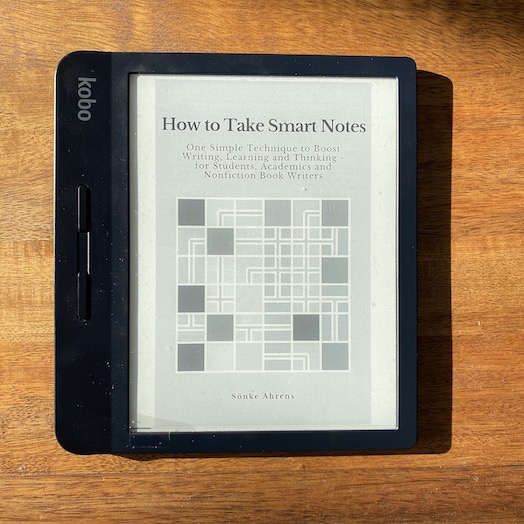 kobo
How to Take Smart Notes
One Simple Technique to Boost
Writing, Learning and Thinking –
for Students, Academics and
Nonfiction Book Writers
Sönke Ahrens